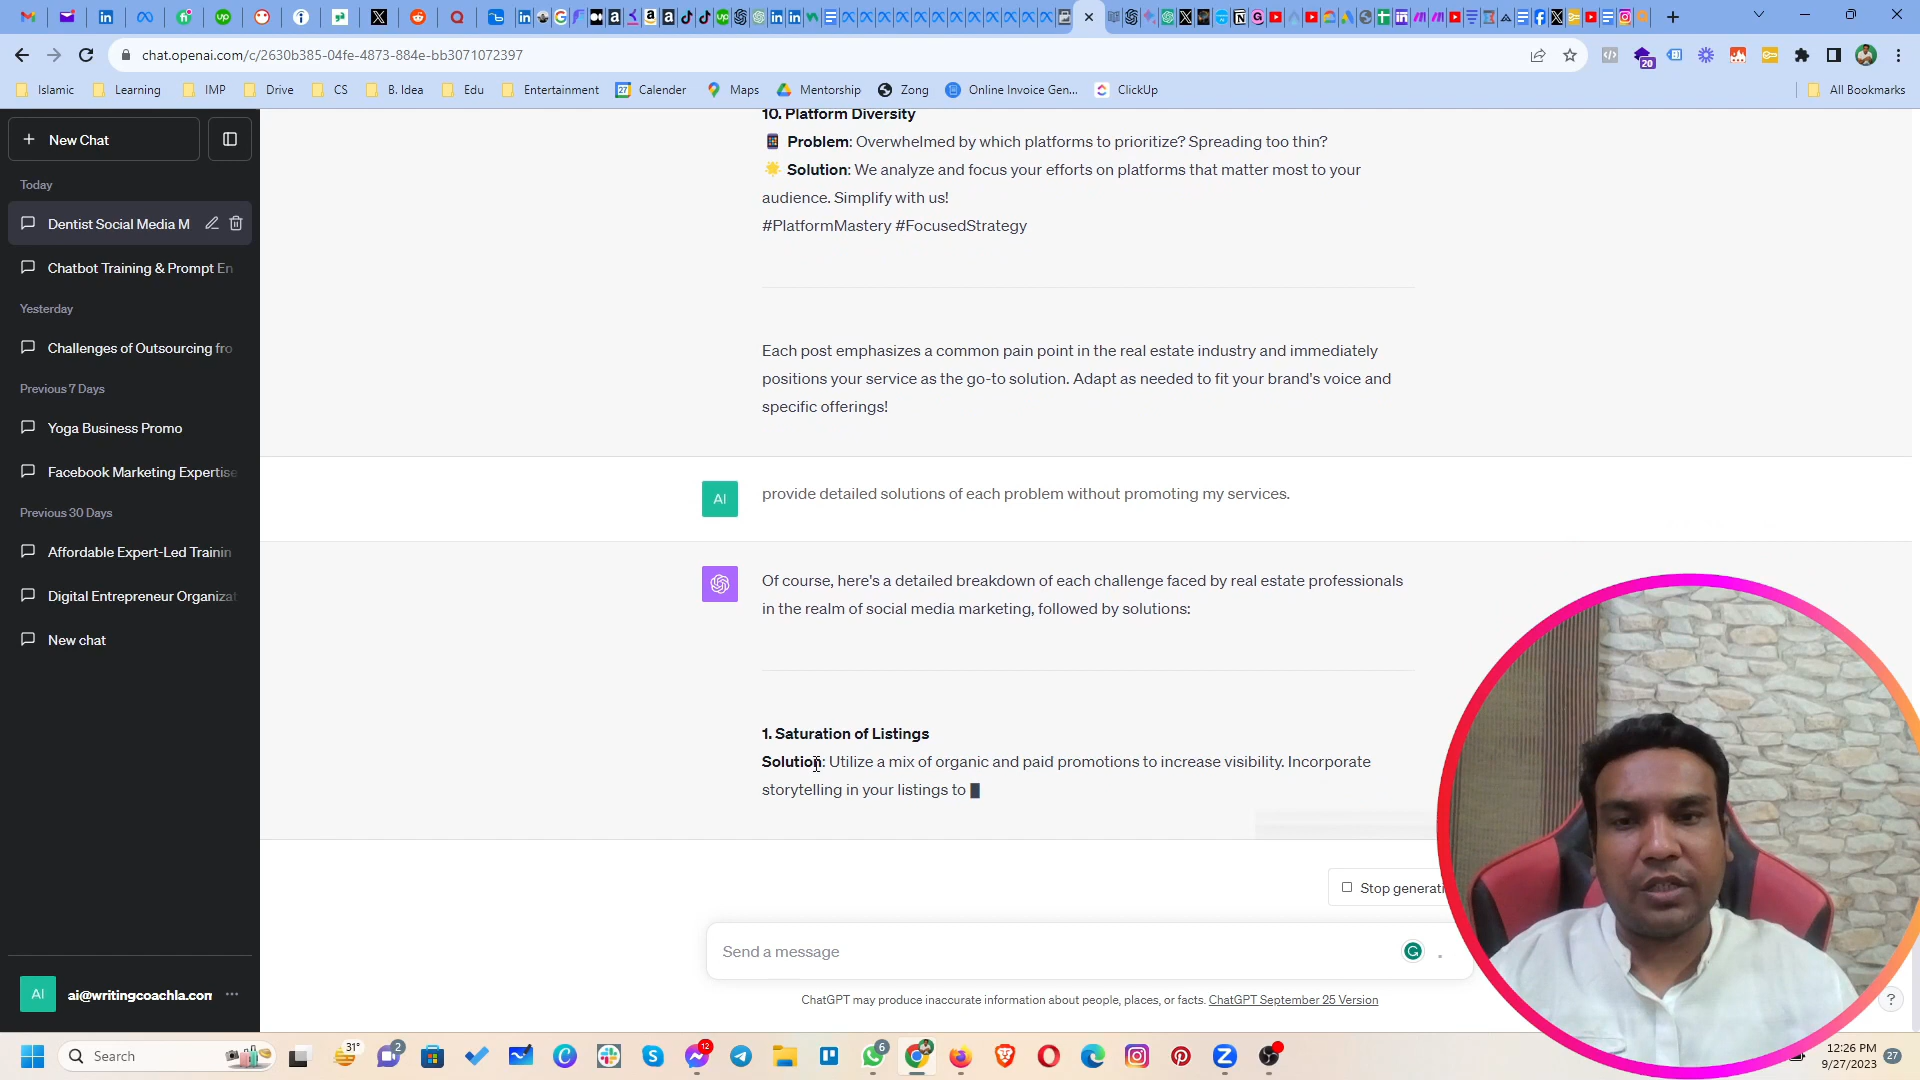 chat.openai.com/c/2630b385-04fe-4873-884e-bb3071072397
20
Islamic
Learning
IMP
Drive
CS
B. Idea
Edu
Entertainment
27
Calender
Maps
Mentorship
Zong
Online Invoice Gen...
ClickUp
All Bookmarks
New Chat
Today
Dentist Social Media M
Chatbot Training & Prompt En
Yesterday
Challenges of Outsourcing fro
Previous 7 Days
Yoga Business Promo
Facebook Marketing Expertise
Previous 30 Days
Affordable Expert-Led Trainin
Digital Entrepreneur Organizat
New chat
AI
ai@writingcoachla.com
10. Platform Diversity
Problem: Overwhelmed by which platforms to prioritize? Spreading too thin?
Solution: We analyze and focus your efforts on platforms that matter most to your
audience. Simplify with us!
#PlatformMastery #FocusedStrategy
Each post emphasizes a common pain point in the real estate industry and immediately
positions your service as the go-to solution. Adapt as needed to fit your brand's voice and
specific offerings!
AI
provide detailed solutions of each problem without promoting my services.
Of course, here's a detailed breakdown of each challenge faced by real estate professionals
in the realm of social media marketing, followed by solutions:
1. Saturation of Listings
Solution: Utilize a mix of organic and paid promotions to increase visibility. Incorporate
storytelling in your listings to
Stop generati
Send a message
ChatGPT may produce inaccurate information about people, places, or facts. ChatGPT September 25 Version
?
Search
31°
2
12
6
12:26 PM
9/27/2023
27